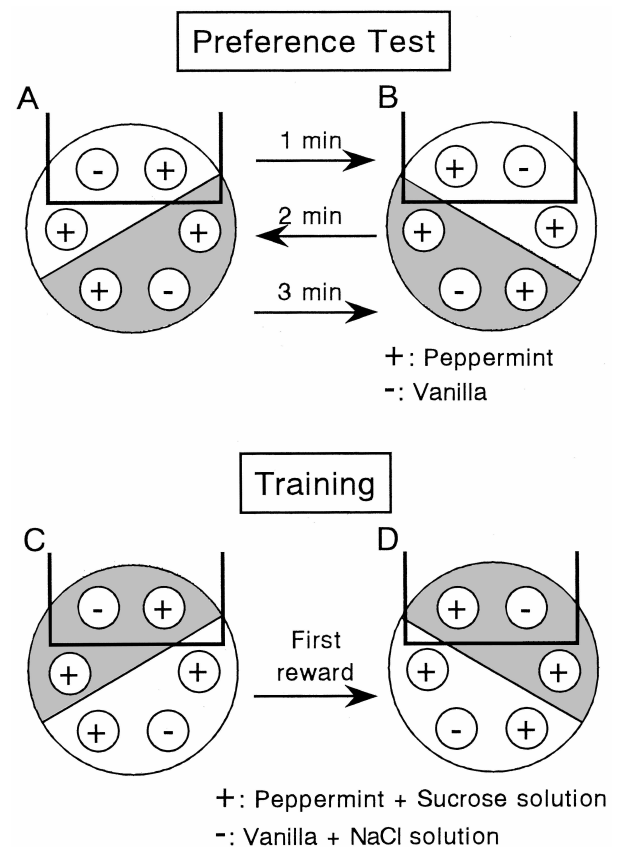 Preference Test
A
B
- +
1 min
+ -
+ +
2 min
+ +
+ -
3 min
- +
+: Peppermint
-: Vanilla
Training
C
D
- +
+ -
+ +
First
reward
+ +
+ -
- +
+: Peppermint + Sucrose solution
-: Vanilla + NaCl solution